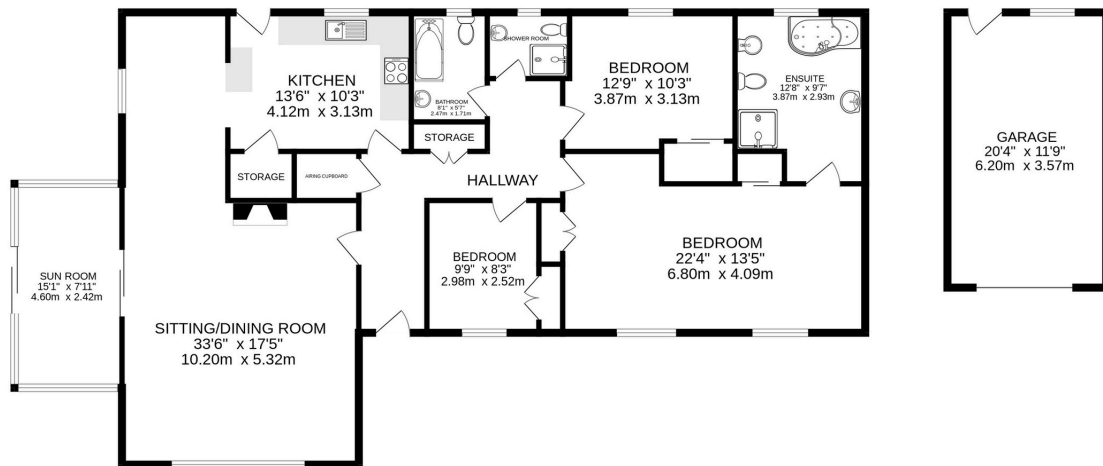 KITCHEN
13'6" x 10'3"
4.12m x 3.13m
BATHROOM
8'1" x 5'7"
2.47m x 1.71m
SHOWER ROOM
BEDROOM
12'9" x 10'3"
3.87m x 3.13m
ENSUITE
12'8" x 9'7"
3.87m x 2.93m
GARAGE
20'4" x 11'9"
6.20m x 3.57m
STORAGE
STORAGE
AIRING CUPBOARD
HALLWAY
BEDROOM
9'9" x 8'3"
2.98m x 2.52m
BEDROOM
22'4" x 13'5"
6.80m x 4.09m
SUN ROOM
15'1" x 7'11"
4.60m x 2.42m
SITTING/DINING ROOM
33'6" x 17'5"
10.20m x 5.32m